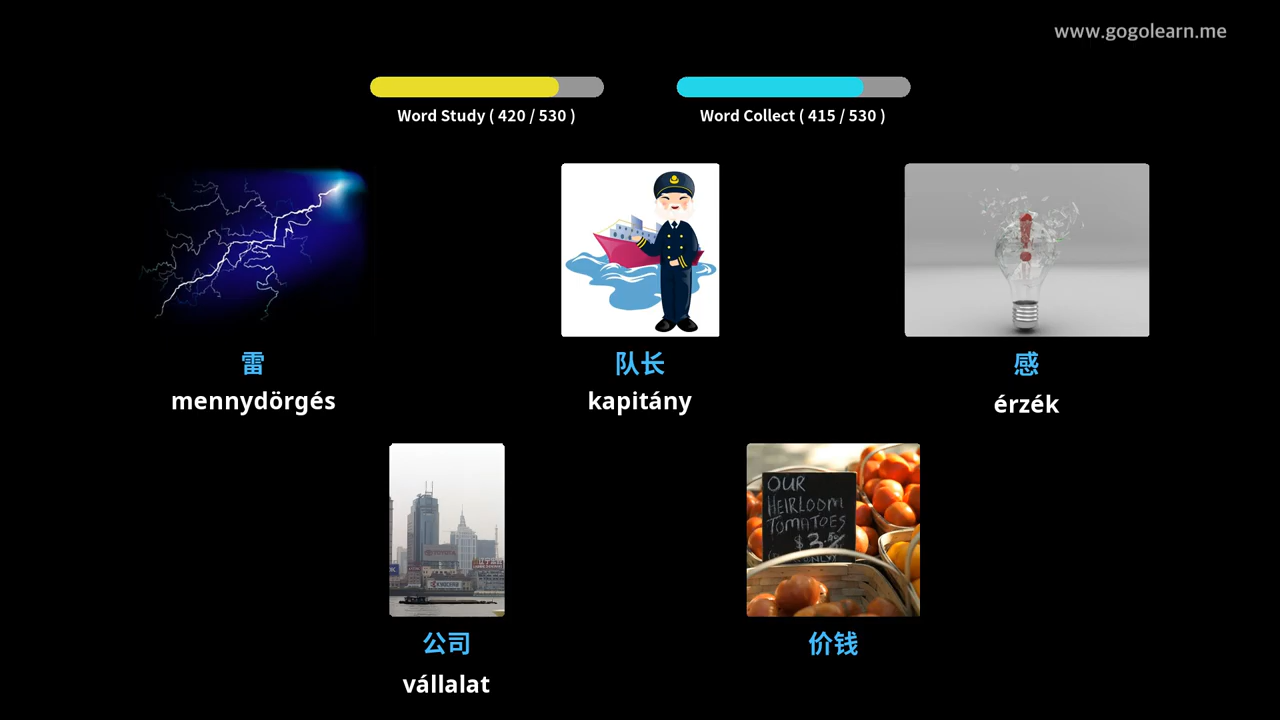 www.gogolearn.me
Word Study ( 420 / 530 )
Word Collect ( 415 / 530 )
雷
mennydörgés
队长
kapitány
感
érzék
TOYOTA
OUR
HEIRLOOM
TOMATOES
公司
vállalat
价钱